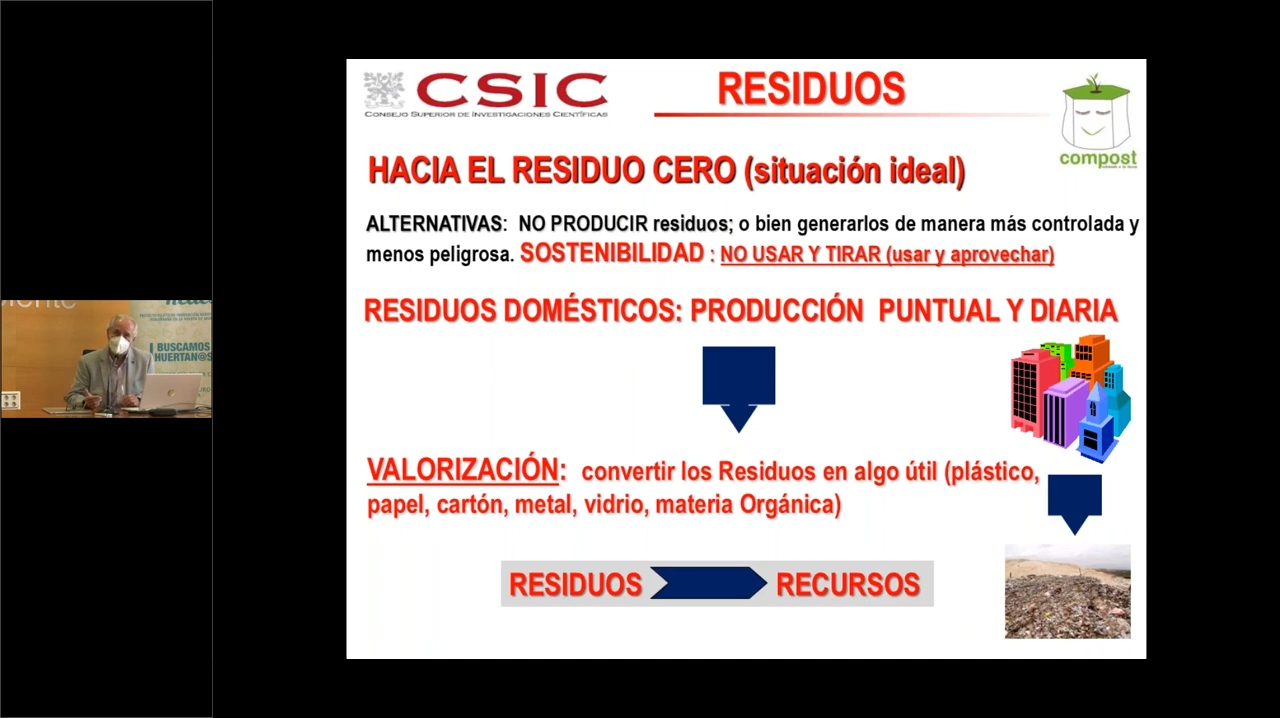 CSIC
CONSEJO SUPERIOR DE INVESTIGACIONES CIENTÍFICAS
RESIDUOS
compost
HACIA EL RESIDUO CERO (situación ideal)
ALTERNATIVAS: NO PRODUCIR residuos; o bien generarlos de manera más controlada y
menos peligrosa. SOSTENIBILIDAD : NO USAR Y TIRAR (usar y aprovechar)
RESIDUOS DOMÉSTICOS: PRODUCCIÓN PUNTUAL Y DIARIA
VALORIZACIÓN: convertir los Residuos en algo útil (plástico,
papel, cartón, metal, vidrio, materia Orgánica)
RESIDUOS RECURSOS
BUSCAMOS
HUERTAN@S